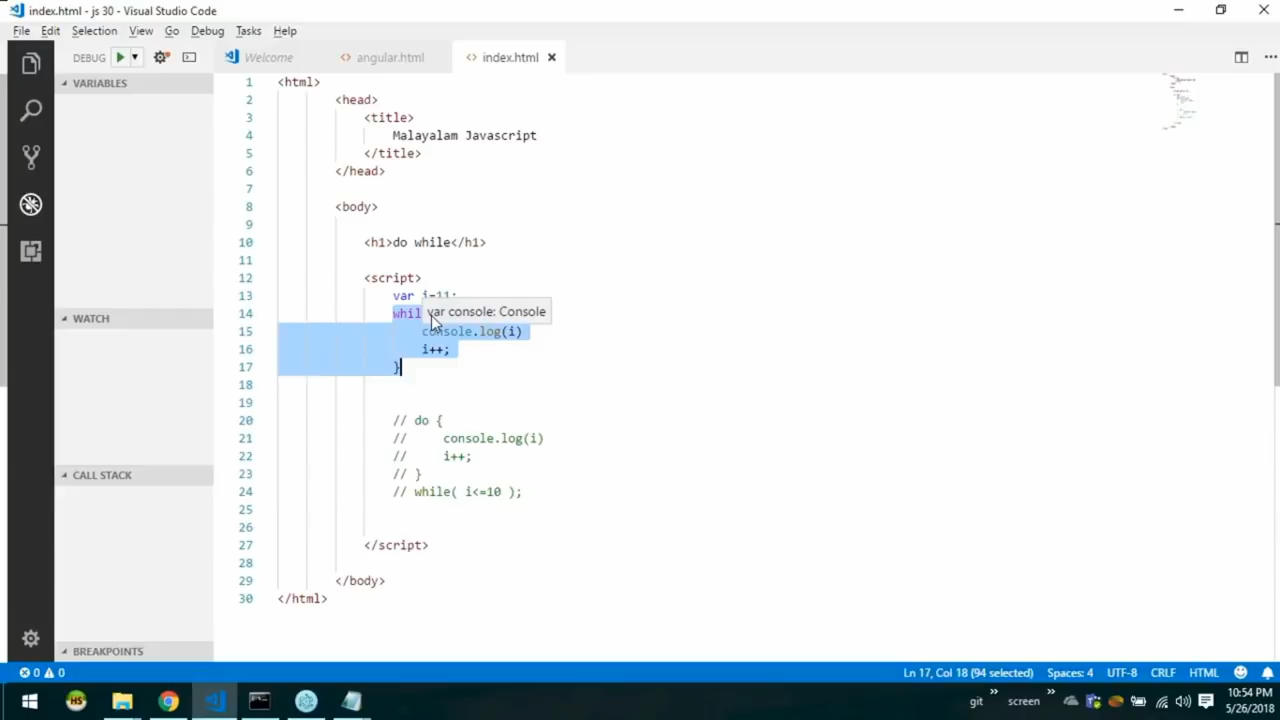 index.html - js 30 - Visual Studio Code
File Edit Selection View Go Debug Tasks Help
DEBUG Welcome angular.html index.html
VARIABLES
WATCH
CALL STACK
BREAKPOINTS
1 <html>
2 <head>
3 <title>
4 Malayalam Javascript
5 </title>
6 </head>
7
8 <body>
9
10 <h1>do while</h1>
11
12 <script>
13 var i=11;
14 whil var console: Console
15 console.log(i)
16 i++;
17 }
18
19
20 // do {
21 // console.log(i)
22 // i++;
23 // }
24 // while( i<=10 );
25
26
27 </script>
28
29 </body>
30 </html>
0 0 Ln 17, Col 18 (94 selected) Spaces: 4 UTF-8 CRLF HTML
HS git screen 10:54 PM
5/26/2018